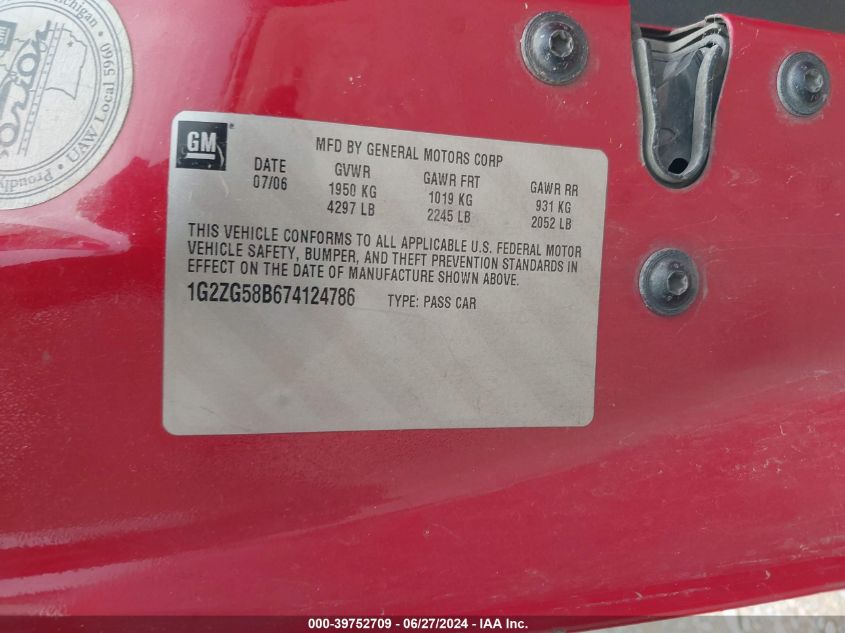 Michigan
Orion
UAW Local 5960
Proudly
GM
MFD BY GENERAL MOTORS CORP
DATE GVWR GAWR FRT GAWR RR
07/06 1950 KG 1019 KG 931 KG
4297 LB 2245 LB 2052 LB
THIS VEHICLE CONFORMS TO ALL APPLICABLE U.S. FEDERAL MOTOR
VEHICLE SAFETY, BUMPER, AND THEFT PREVENTION STANDARDS IN
EFFECT ON THE DATE OF MANUFACTURE SHOWN ABOVE.
1G2ZG58B674124786 TYPE: PASS CAR
000-39752709 - 06/27/2024 - IAA Inc.